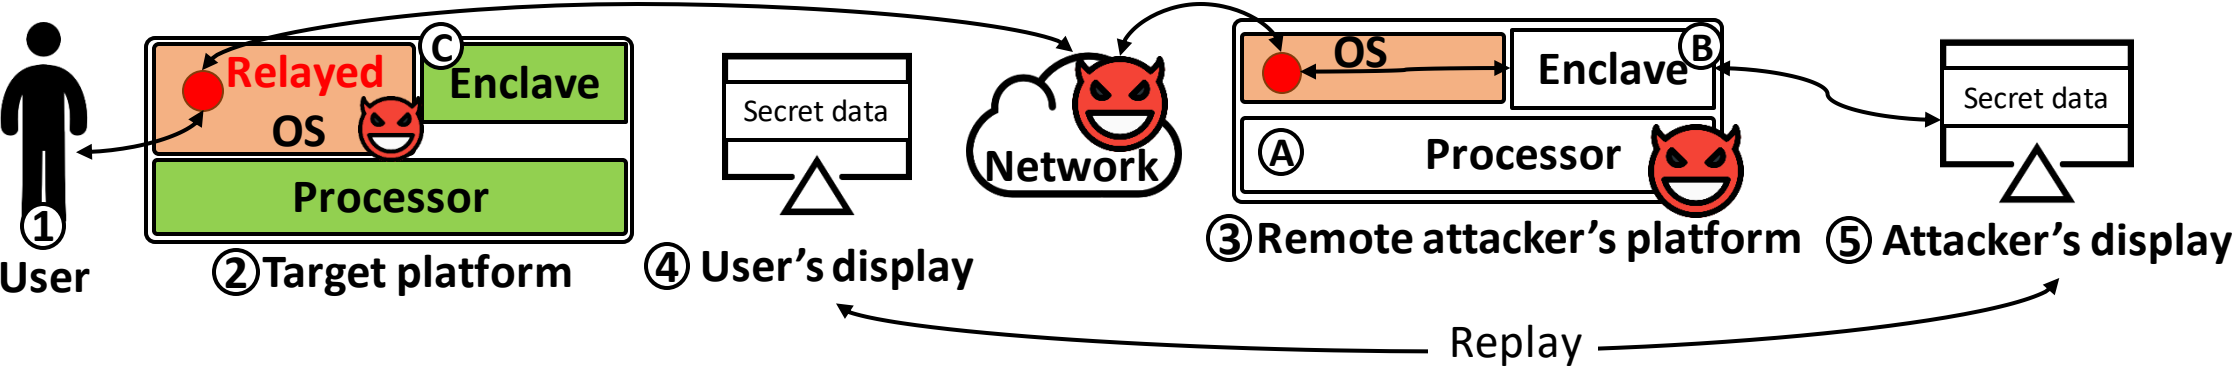 Relayed
OS
C
Enclave
Processor
1
User
2 Target platform
Secret data
4 User's display
Network
OS
Enclave
B
A
Processor
3 Remote attacker's platform
Secret data
5 Attacker's display
Replay